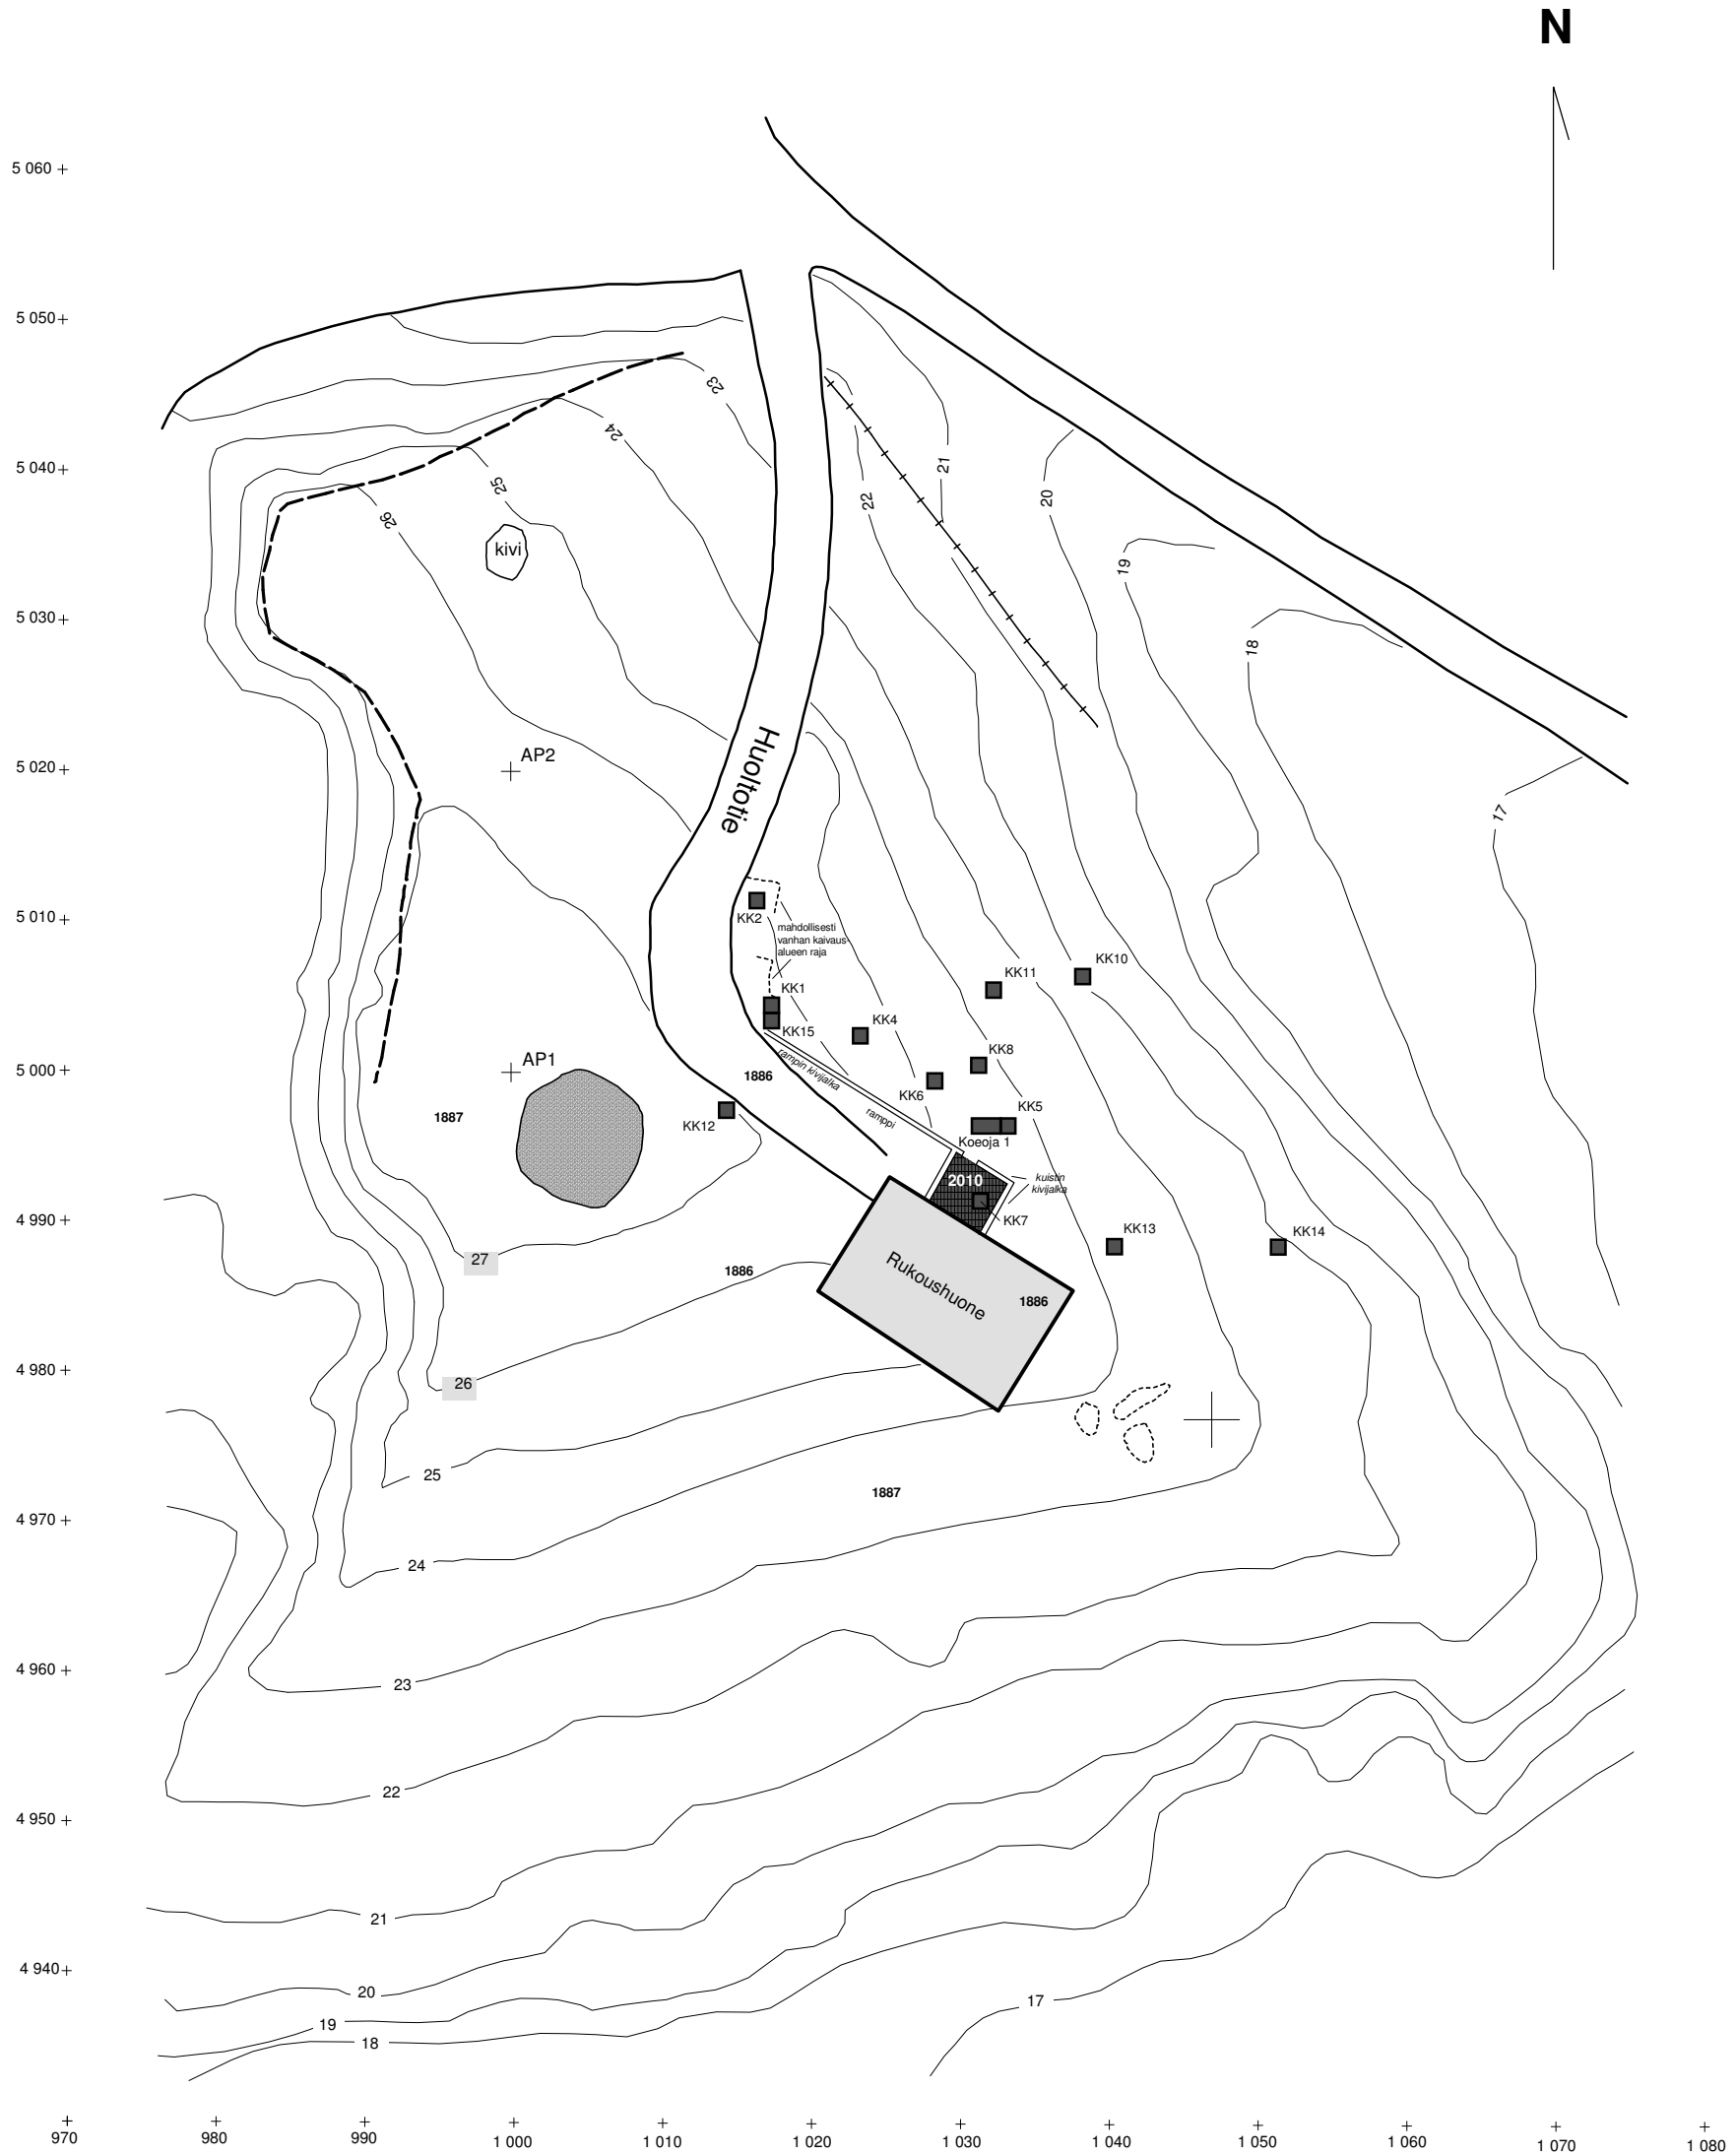 N
5 060
5 050
23
24
5 040
21
25
22
20
26
kivi
19
5 030
18
AP2
5 020
Huoltotie
17
5 010
KK2
mahdollisesti
vanhan kaivaus-
alueen raja
KK11
KK10
KK1
KK15
KK4
AP1
KK8
5 000
rampin kivijalka
1886
KK6
1887
ramppi
KK5
KK12
Koeoja 1
2010
kuistin
kivijalka
4 990
KK7
KK13
KK14
27
1886
Rukoushuone
1886
4 980
26
25
1887
4 970
24
4 960
23
22
4 950
21
4 940
20
17
19
18
970
980
990
1 000
1 010
1 020
1 030
1 040
1 050
1 060
1 070
1 080